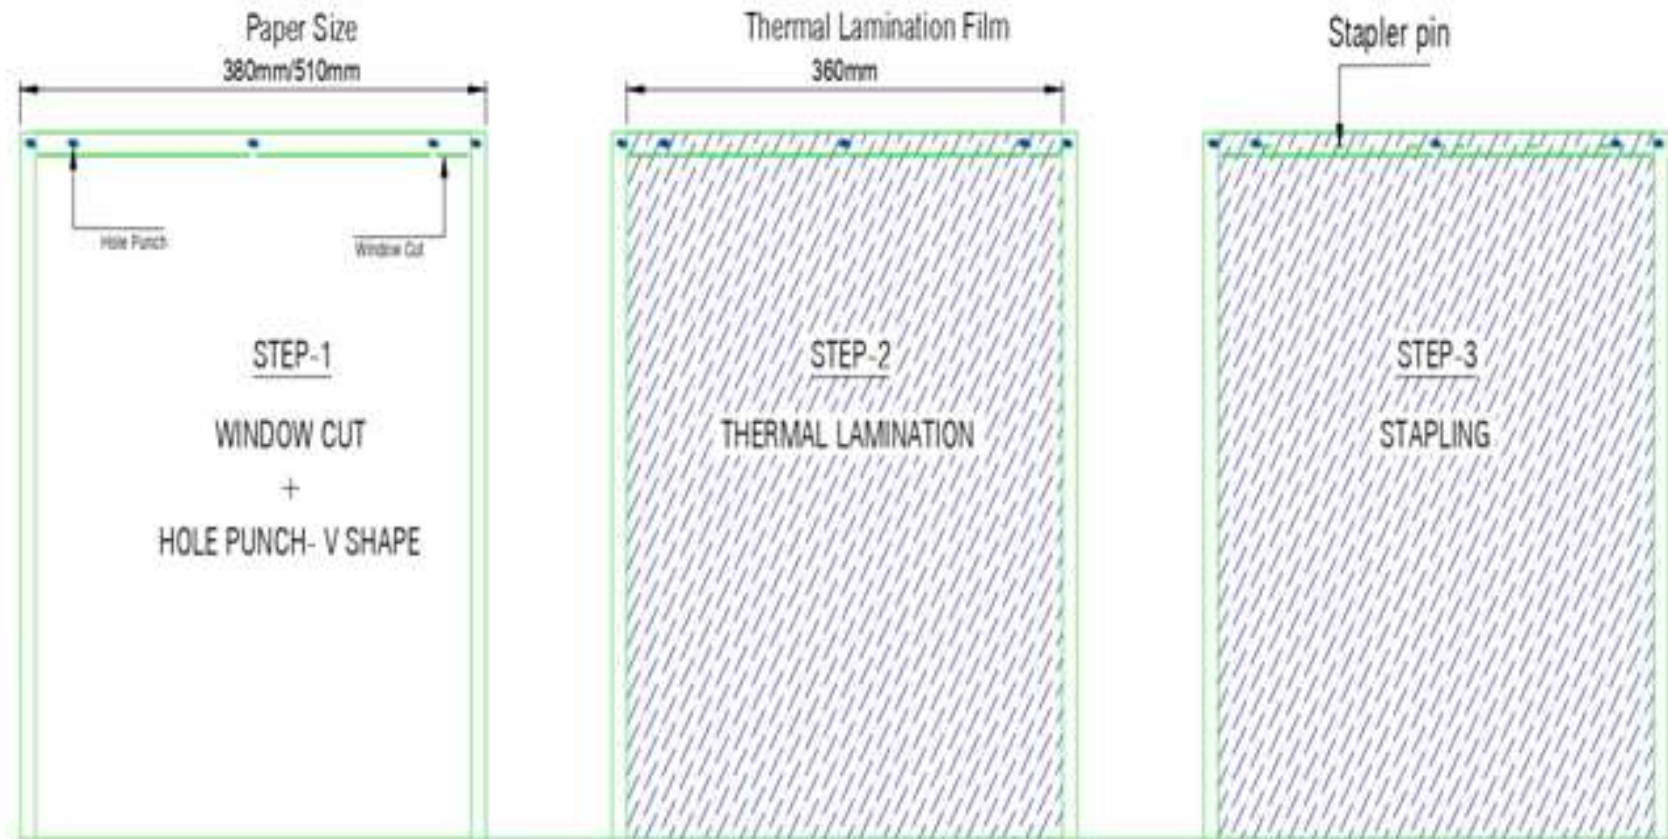 Paper Size
380mm/510mm
Hole Punch
Window Cut
STEP-1
WINDOW CUT
+
HOLE PUNCH- V SHAPE
Thermal Lamination Film
360mm
STEP-2
THERMAL LAMINATION
Stapler pin
STEP-3
STAPLING